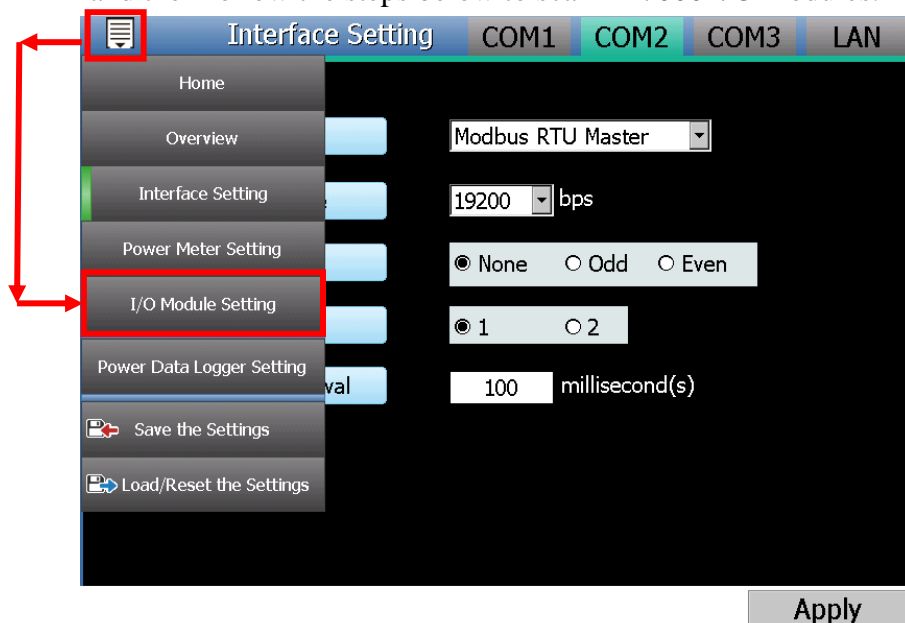 Interface Setting COM1 COM2 COM3 LAN
Home
Overview
Modbus RTU Master
Interface Setting
19200 bps
Power Meter Setting
None Odd Even
I/O Module Setting
1 2
Power Data Logger Setting
val
100 millisecond(s)
Save the Settings
Load/Reset the Settings
Apply